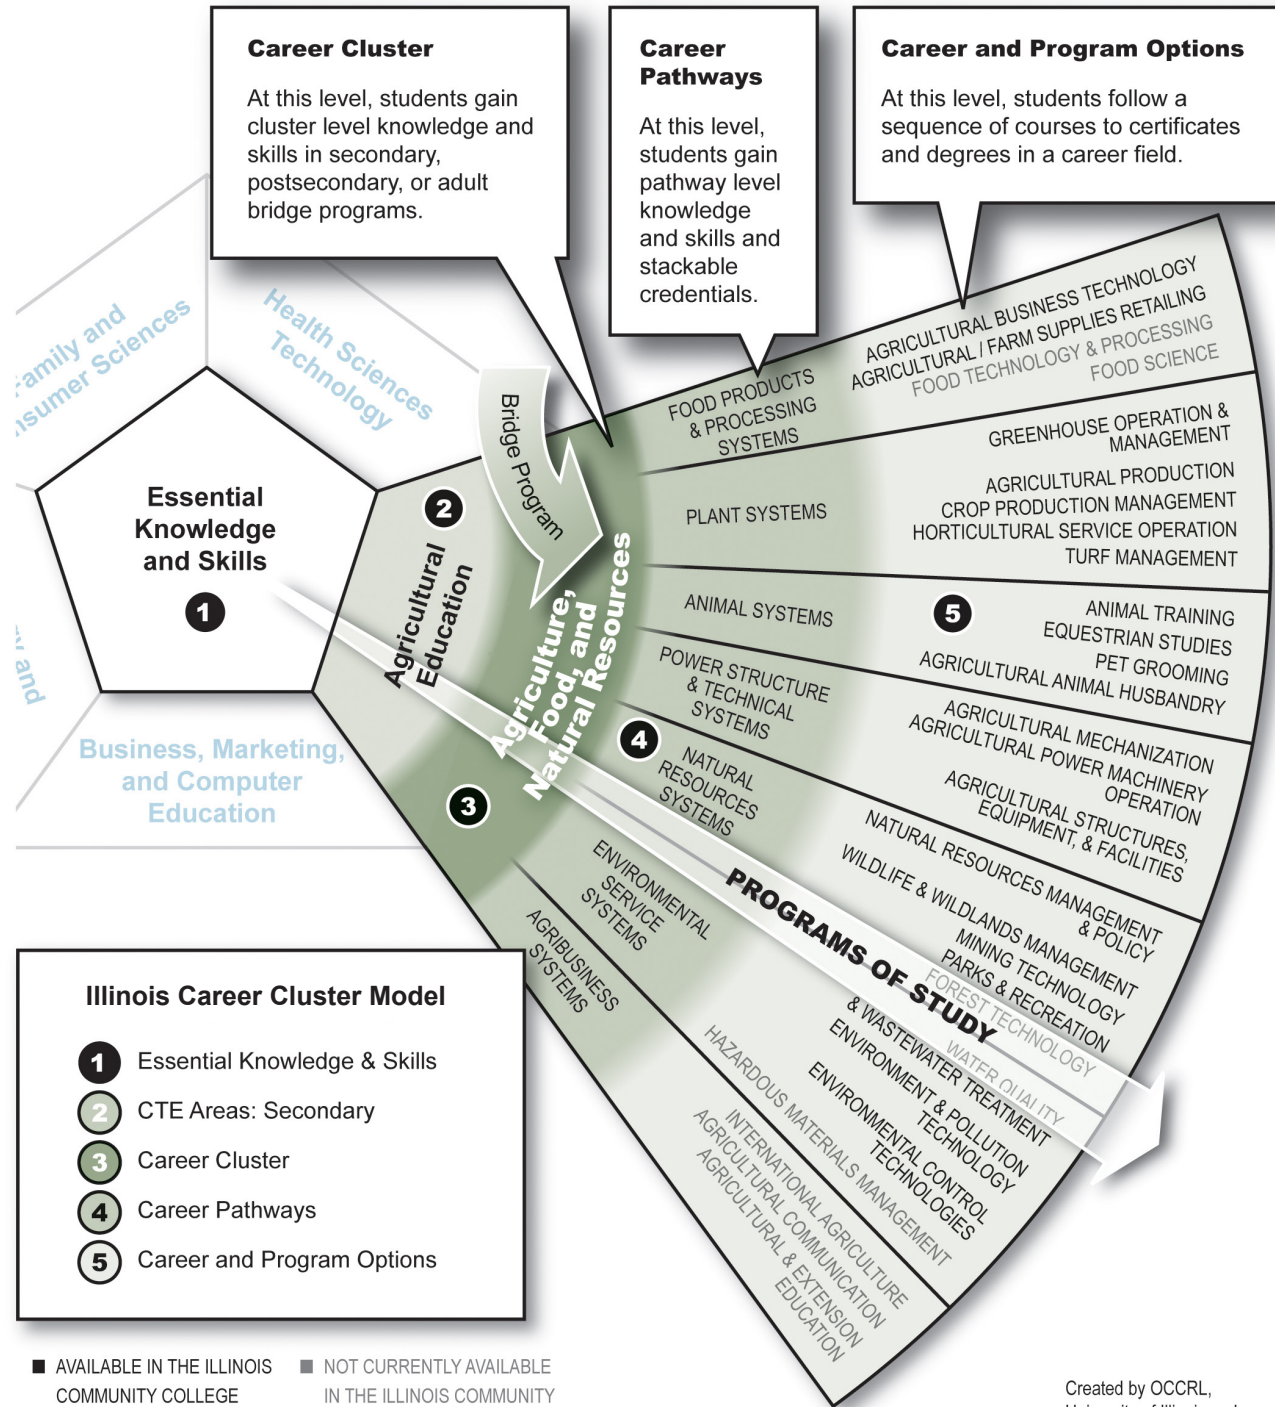 Career Cluster
At this level, students gain
cluster level knowledge and
skills in secondary,
postsecondary, or adult
bridge programs.
Career
Pathways
At this level,
students gain
pathway level
knowledge
and skills and
stackable
credentials.
Career and Program Options
At this level, students follow a
sequence of courses to certificates
and degrees in a career field.
Family and
nsumer Sciences
Health Sciences
Technology
Bridge Program
Essential
Knowledge
and Skills
1
y and
Business, Marketing,
and Computer
Education
2
Agricultural
Education
3
Agriculture,
Food, and
Natural Resources
4
FOOD PRODUCTS
& PROCESSING
SYSTEMS
PLANT SYSTEMS
ANIMAL SYSTEMS
POWER STRUCTURE
& TECHNICAL
SYSTEMS
NATURAL
RESOURCES
SYSTEMS
ENVIRONMENTAL
SERVICE
SYSTEMS
AGRIBUSINESS
SYSTEMS
5
AGRICULTURAL BUSINESS TECHNOLOGY
AGRICULTURAL / FARM SUPPLIES RETAILING
FOOD TECHNOLOGY & PROCESSING
FOOD SCIENCE
GREENHOUSE OPERATION &
MANAGEMENT
AGRICULTURAL PRODUCTION
CROP PRODUCTION MANAGEMENT
HORTICULTURAL SERVICE OPERATION
TURF MANAGEMENT
ANIMAL TRAINING
EQUESTRIAN STUDIES
PET GROOMING
AGRICULTURAL ANIMAL HUSBANDRY
AGRICULTURAL MECHANIZATION
AGRICULTURAL POWER MACHINERY
OPERATION
AGRICULTURAL STRUCTURES,
EQUIPMENT, & FACILITIES
NATURAL RESOURCES MANAGEMENT
& POLICY
WILDLIFE & WILDLANDS MANAGEMENT
MINING TECHNOLOGY
PARKS & RECREATION
FOREST TECHNOLOGY
PROGRAMS OF STUDY
WATER QUALITY
& WASTEWATER TREATMENT
ENVIRONMENT & POLLUTION
TECHNOLOGY
ENVIRONMENTAL CONTROL
TECHNOLOGIES
HAZARDOUS MATERIALS MANAGEMENT
INTERNATIONAL AGRICULTURE
AGRICULTURAL COMMUNICATION
AGRICULTURAL & EXTENSION
EDUCATION
Illinois Career Cluster Model
1 Essential Knowledge & Skills
2 CTE Areas: Secondary
3 Career Cluster
4 Career Pathways
5 Career and Program Options
AVAILABLE IN THE ILLINOIS
COMMUNITY COLLEGE
NOT CURRENTLY AVAILABLE
IN THE ILLINOIS COMMUNITY
Created by OCCRL,